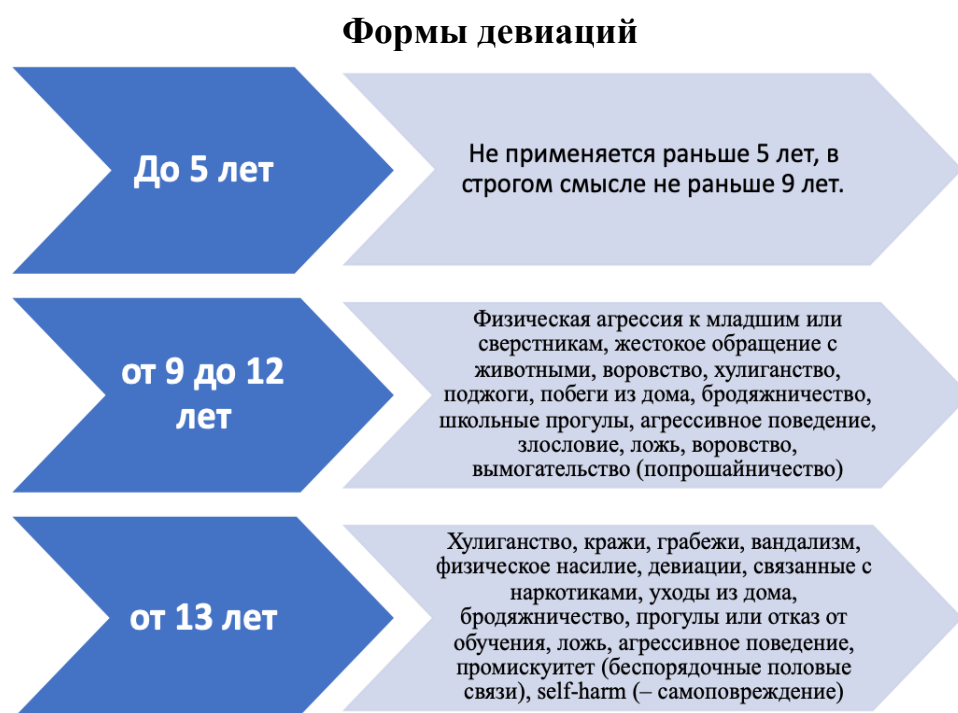 Формы девиаций
До 5 лет
Не применяется раньше 5 лет, в
строгом смысле не раньше 9 лет.
от 9 до 12
лет
Физическая агрессия к младшим или
сверстникам, жестокое обращение с
животными, воровство, хулиганство,
поджоги, побеги из дома, бродяжничество,
школьные прогулы, агрессивное поведение,
злословие, ложь, воровство,
вымогательство (попрошайничество)
от 13 лет
Хулиганство, кражи, грабежи, вандализм,
физическое насилие, девиации, связанные с
наркотиками, уходы из дома,
бродяжничество, прогулы или отказ от
обучения, ложь, агрессивное поведение,
промискуитет (беспорядочные половые
связи), self-harm (– самоповреждение)